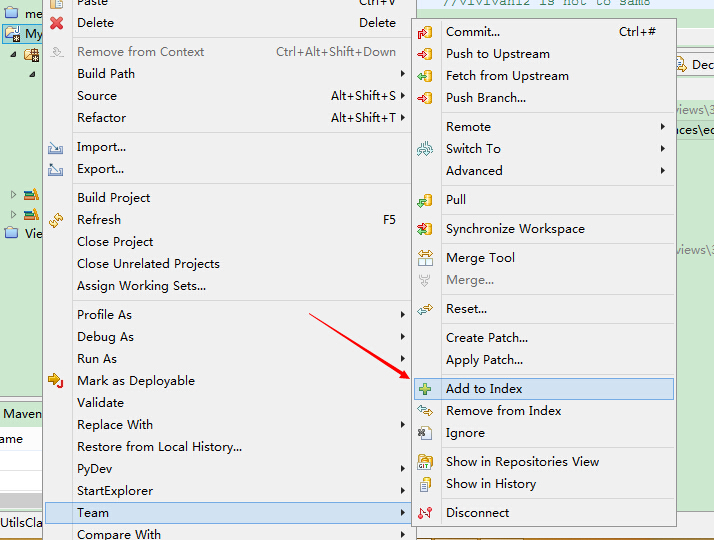 //vivian12 is not to sam8
Paste Ctrl+V
Delete Delete
Remove from Context Ctrl+Alt+Shift+Down
Build Path
Source Alt+Shift+S
Refactor Alt+Shift+T
Import...
Export...
Build Project
Refresh F5
Close Project
Close Unrelated Projects
Assign Working Sets...
Profile As
Debug As
Run As
Mark as Deployable
Validate
Replace With
Restore from Local History...
PyDev
StartExplorer
Team
Compare With
Commit... Ctrl+#
Push to Upstream
Fetch from Upstream
Push Branch...
Remote
Switch To
Advanced
Pull
Synchronize Workspace
Merge Tool
Merge...
Reset...
Create Patch...
Apply Patch...
Add to Index
Remove from Index
Ignore
GIT
Show in Repositories View
Show in History
Disconnect
me
My
Vie
Maven
ame
UtilsCla
Dec
views\3
nces\ec
views\3